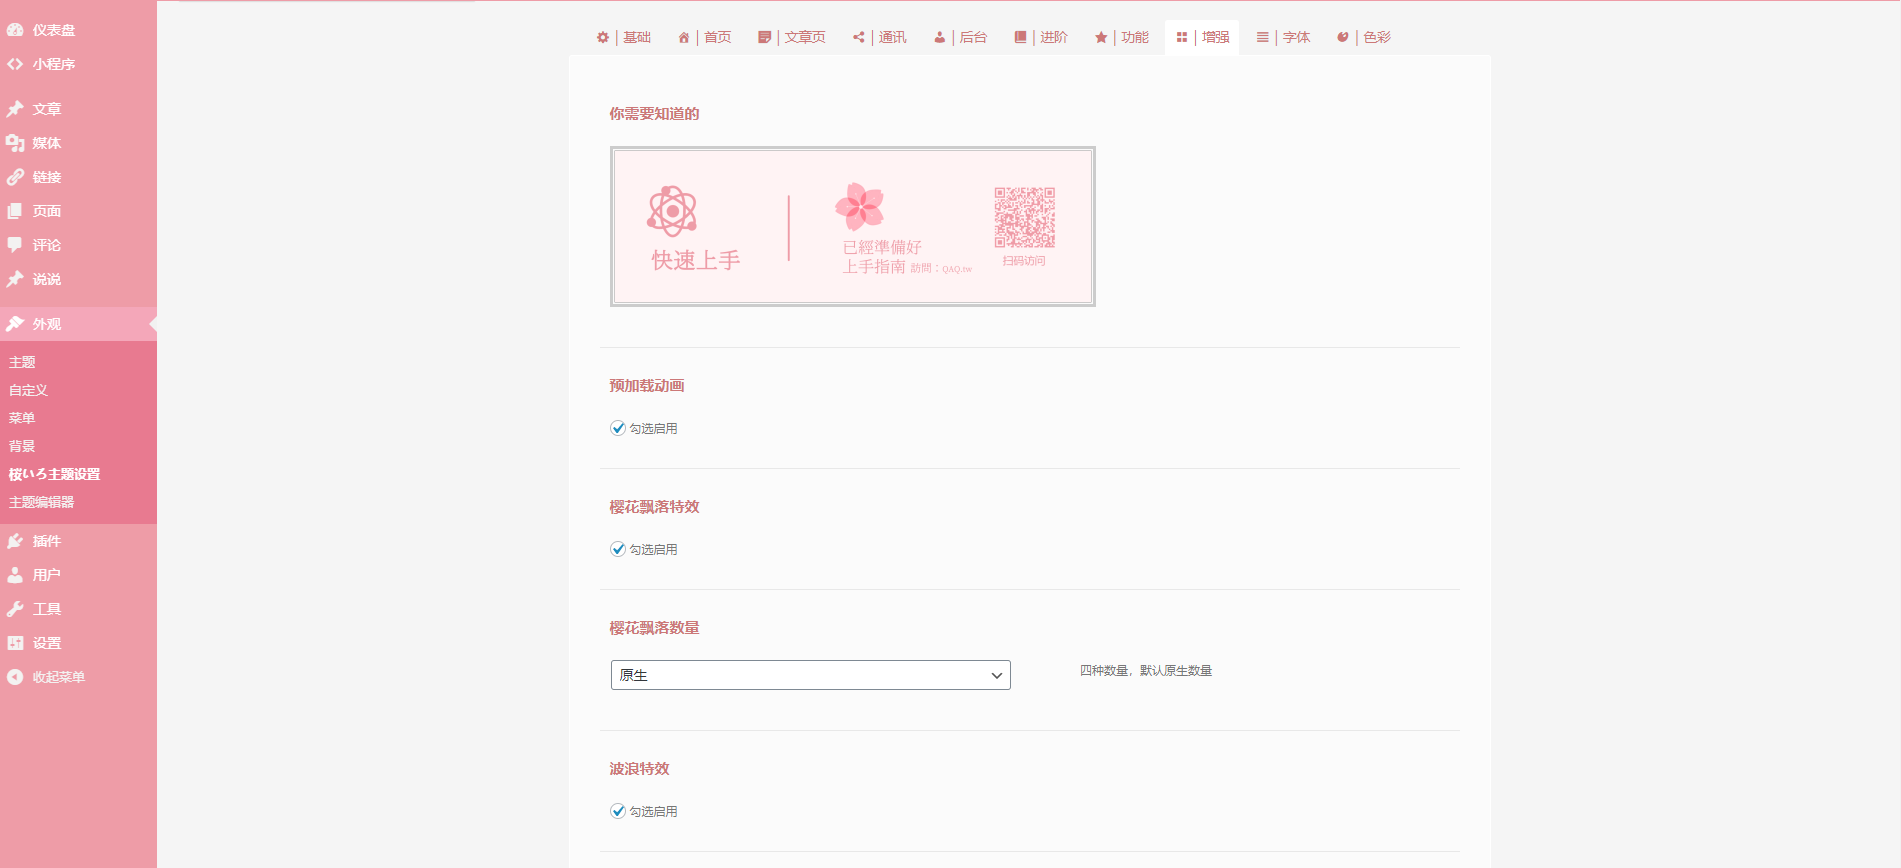 仪表盘
小程序
文章
媒体
链接
页面
评论
说说
外观
主题
自定义
菜单
背景
桜いろ主题设置
主题编辑器
插件
用户
工具
设置
收起菜单
| 基础 | 首页 | 文章页 | 通讯 | 后台 | 进阶 | 功能 | 增强 | 字体 | 色彩
你需要知道的
快速上手
已經準備好
上手指南 訪問：QAQ.tw
扫码访问
预加载动画
勾选启用
樱花飘落特效
勾选启用
樱花飘落数量
原生
四种数量，默认原生数量
波浪特效
勾选启用